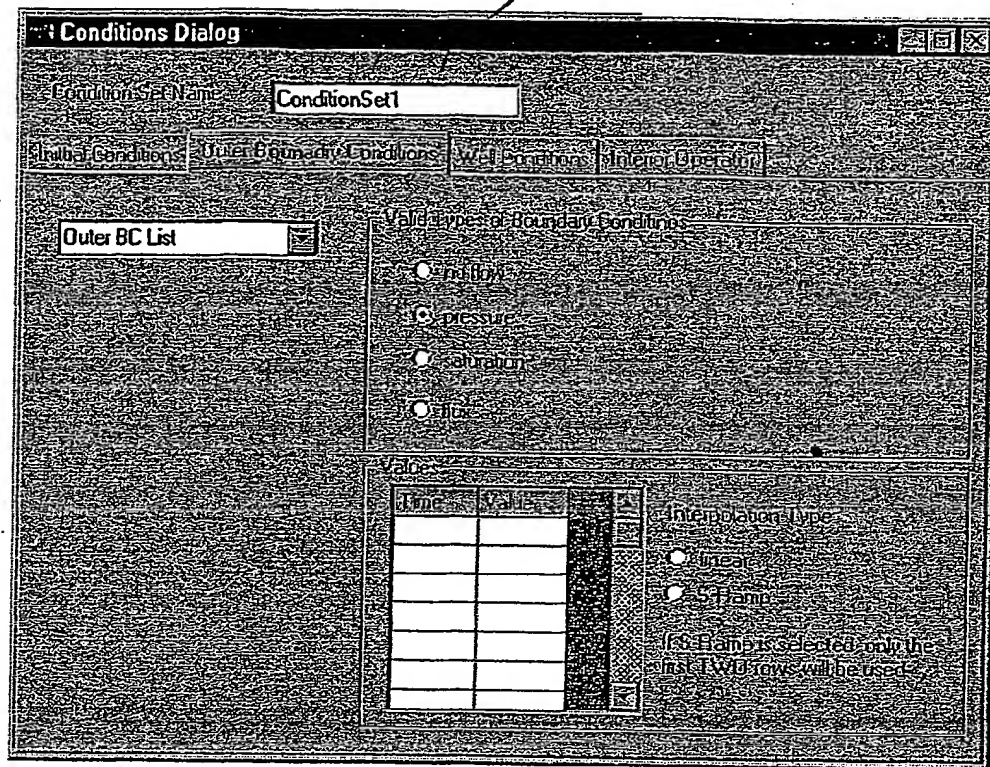 Conditions Dialog
Condition Set Name
ConditionSet1
Initial Conditions
Outer Boundary Conditions
Well Conditions
Interior Operator
Outer BC List
Valid Types of Boundary Conditions
no flow
pressure
saturation
flux
Values
Time Value
Interpolation Type
linear
S-Ramp
If S-Ramp is selected, only the
first TWO rows will be used.